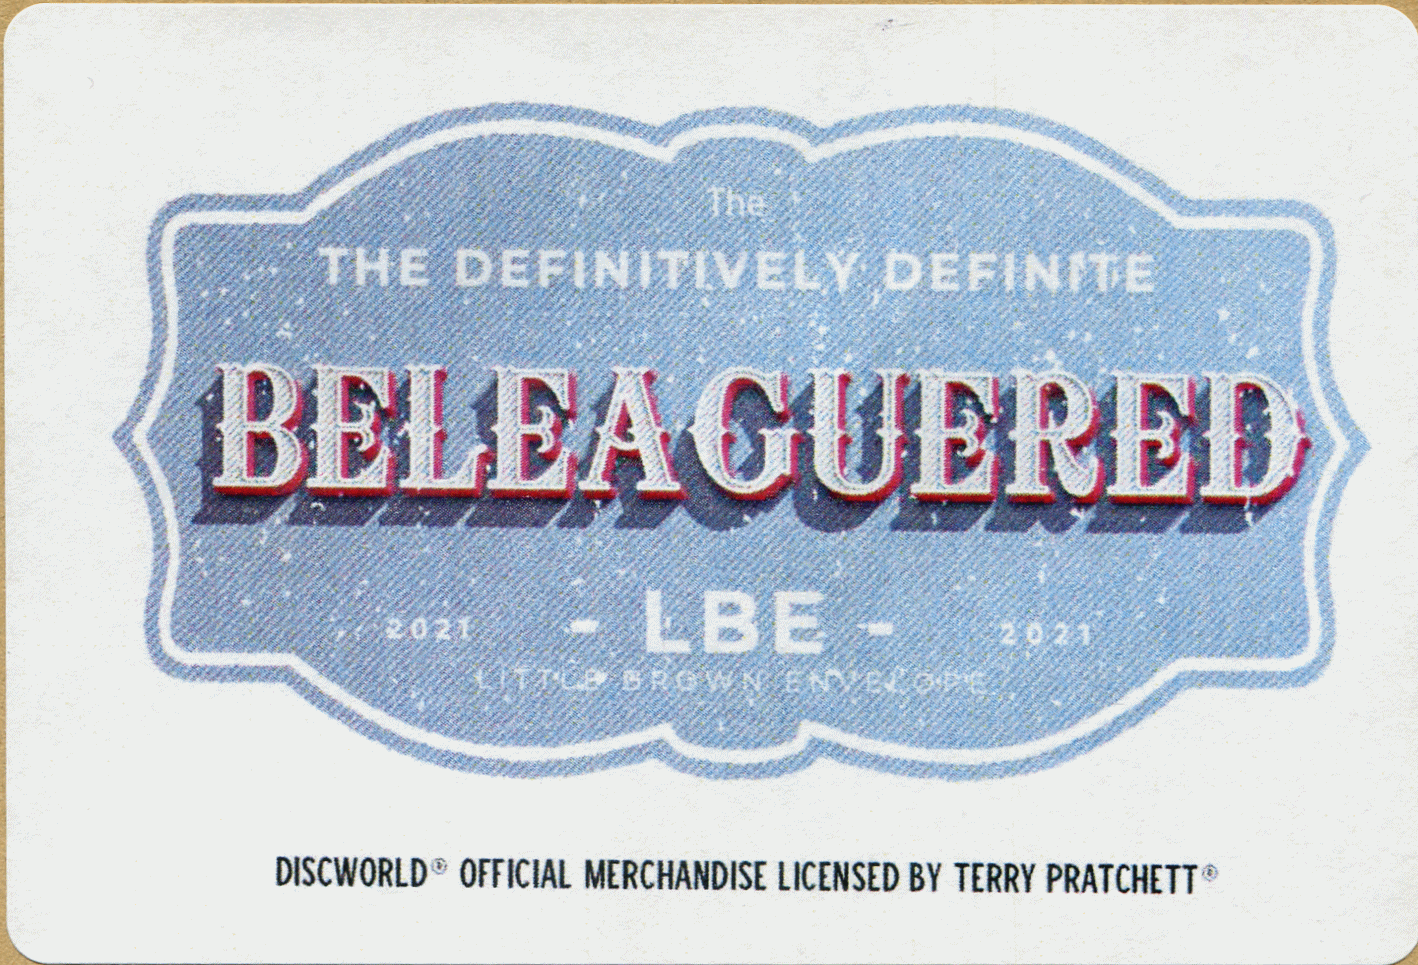 The
THE DEFINITIVELY DEFINITE
BELEAGUERED
2021 - LBE - 2021
LITTLE BROWN ENVELOPE
DISCWORLD® OFFICIAL MERCHANDISE LICENSED BY TERRY PRATCHETT®